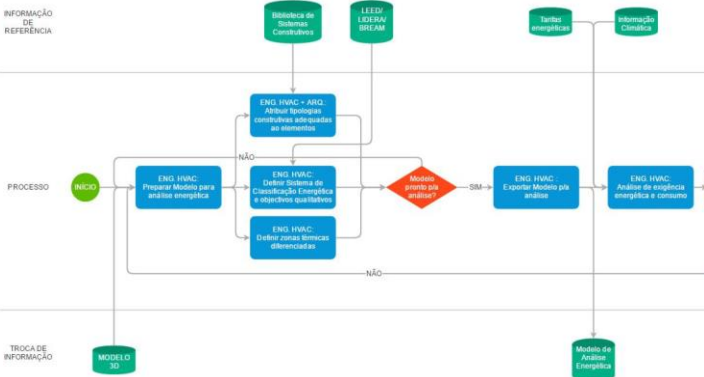 INFORMAÇÃO
DE
REFERÊNCIA
Biblioteca de
Sistemas
Construtivos
LEED/
LIDERA/
BREAM
Tarifas
energéticas
Informação
Climática
PROCESSO
INÍCIO
ENG. HVAC:
Preparar Modelo para
análise energética
ENG. HVAC + ARQ.:
Atribuir tipologias
construtivas adequadas
ao elementos
ENG. HVAC:
Definir Sistema de
Classificação Energética
e objectivos qualitativos
ENG. HVAC:
Definir zonas térmicas
diferenciadas
NÃO
Modelo
pronto p/a
análise?
SIM
ENG. HVAC :
Exportar Modelo p/a
análise
ENG. HVAC:
Análise de exigência
energética e consumo
NÃO
TROCA DE
INFORMAÇÃO
MODELO
3D
Modelo de
Análise
Energética